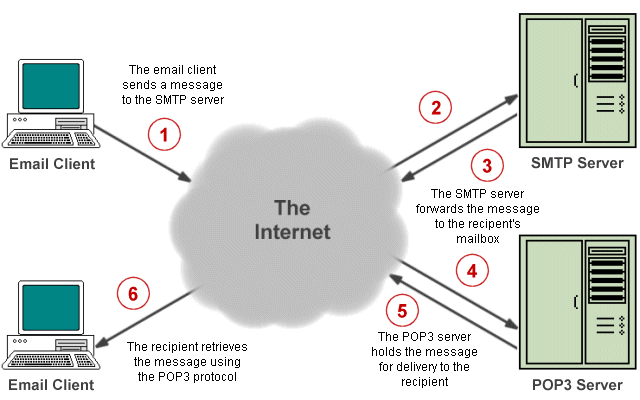 The email client
sends a message
to the SMTP server
1
Email Client
2
SMTP Server
3
The SMTP server
forwards the message
to the recipent's
mailbox
The
Internet
4
5
The POP3 server
holds the message
for delivery to the
recipient
POP3 Server
6
The recipient retrieves
the message using
the POP3 protocol
Email Client